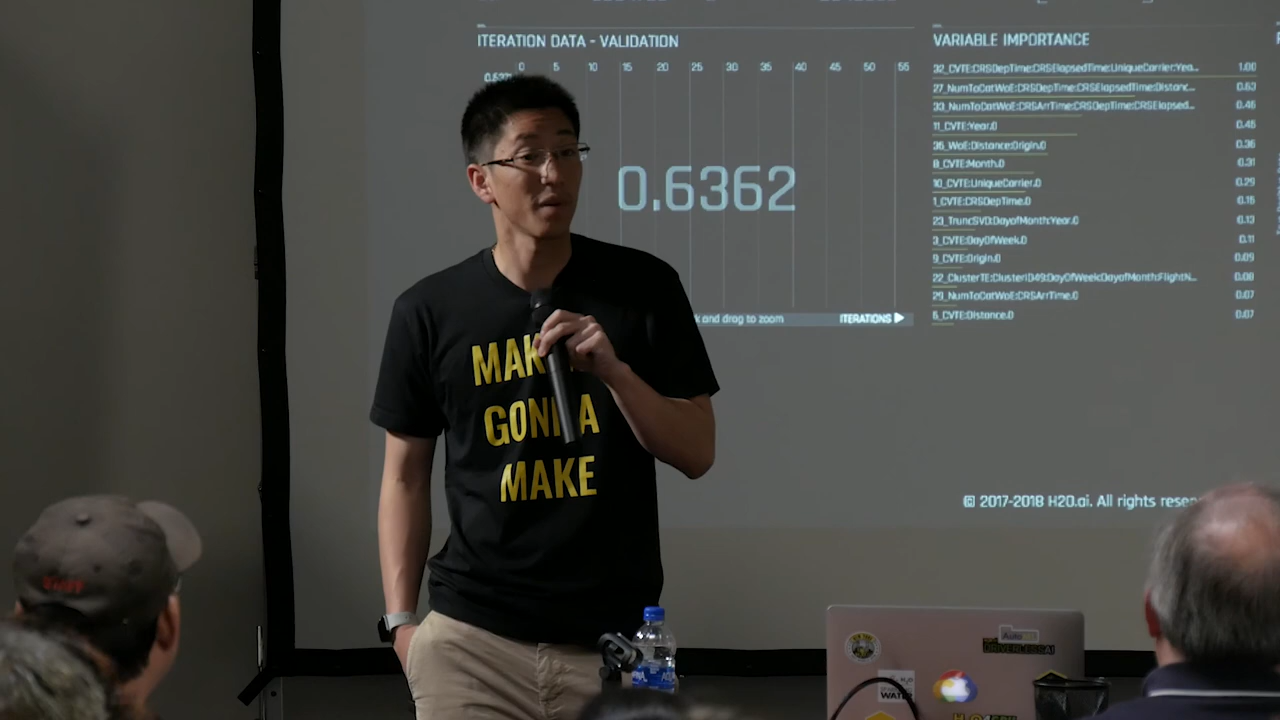 ITERATION DATA - VALIDATION
0 5 10 15 20 25 30 35 40 45 50 55
0.6362
and drag to zoom
ITERATIONS
VARIABLE IMPORTANCE
32_CVTE:CRSDepTime:CRSElapsedTime:UniqueCarrier:Yea... 1.00
27_NumToCatWoE:CRSDepTime:CRSElapsedTime:Distanc... 0.63
33_NumToCatWoE:CRSArrTime:CRSDepTime:CRSElapsed... 0.46
11_CVTE:Year.0 0.45
36_WoE:Distance:Origin.0 0.36
8_CVTE:Month.0 0.31
10_CVTE:UniqueCarrier.0 0.29
1_CVTE:CRSDepTime.0 0.15
23_TruncSVD:DayofMonth:Year.0 0.13
3_CVTE:DayOfWeek.0 0.11
9_CVTE:Origin.0 0.09
22_ClusterTE:ClusterID49:DayOfWeek:DayofMonth:FlightN... 0.08
29_NumToCatWoE:CRSArrTime.0 0.07
6_CVTE:Distance.0 0.07
© 2017-2018 H2O.ai. All rights reser
MAK
GONNA
MAKE
DRIVERLESSAI